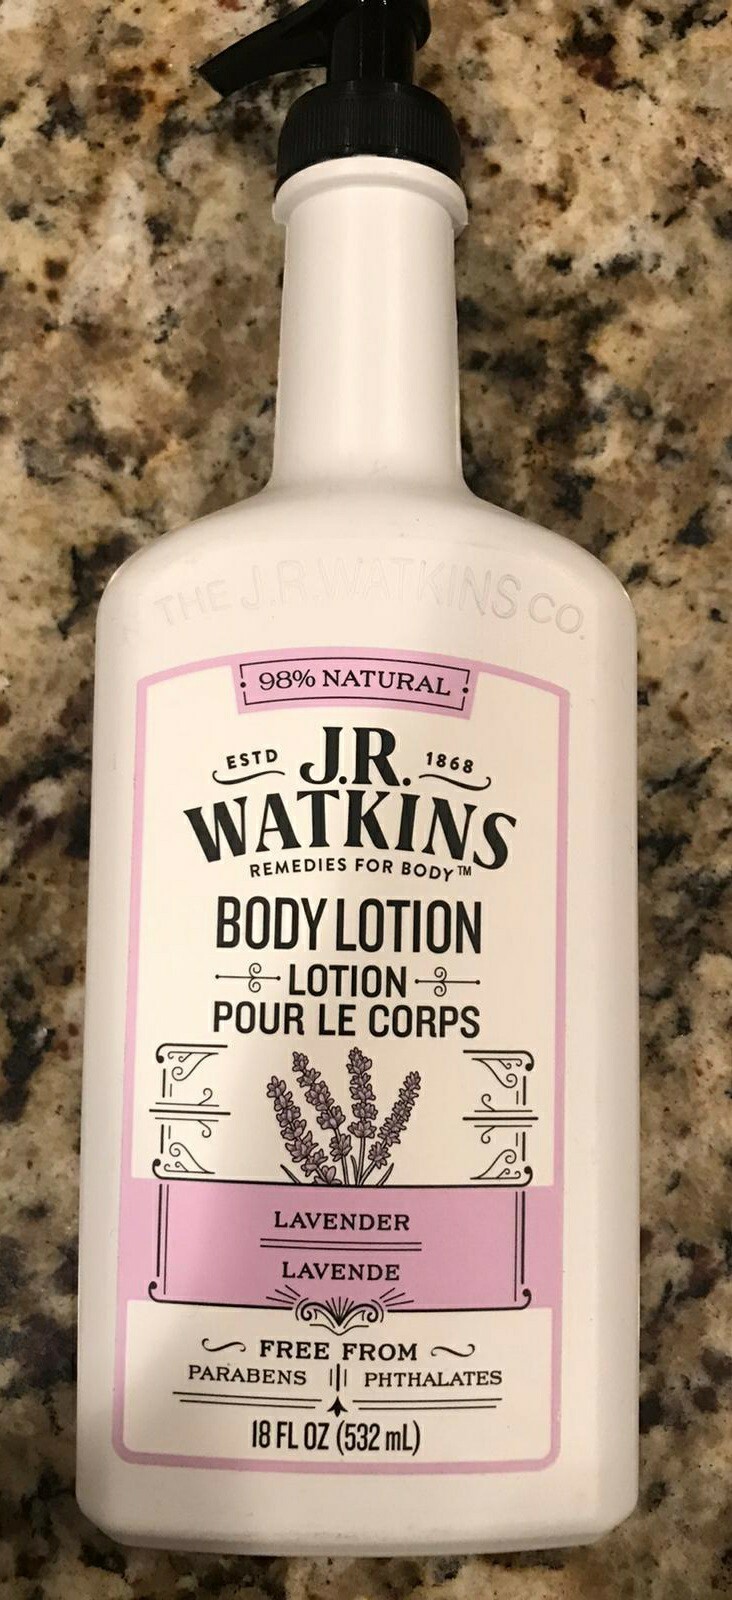 THE J.R.WATKINS CO.
98% NATURAL
ESTD J.R. 1868
WATKINS
REMEDIES FOR BODY™
BODY LOTION
LOTION
POUR LE CORPS
LAVENDER
LAVENDE
FREE FROM
PARABENS PHTHALATES
18 FL OZ (532 mL)